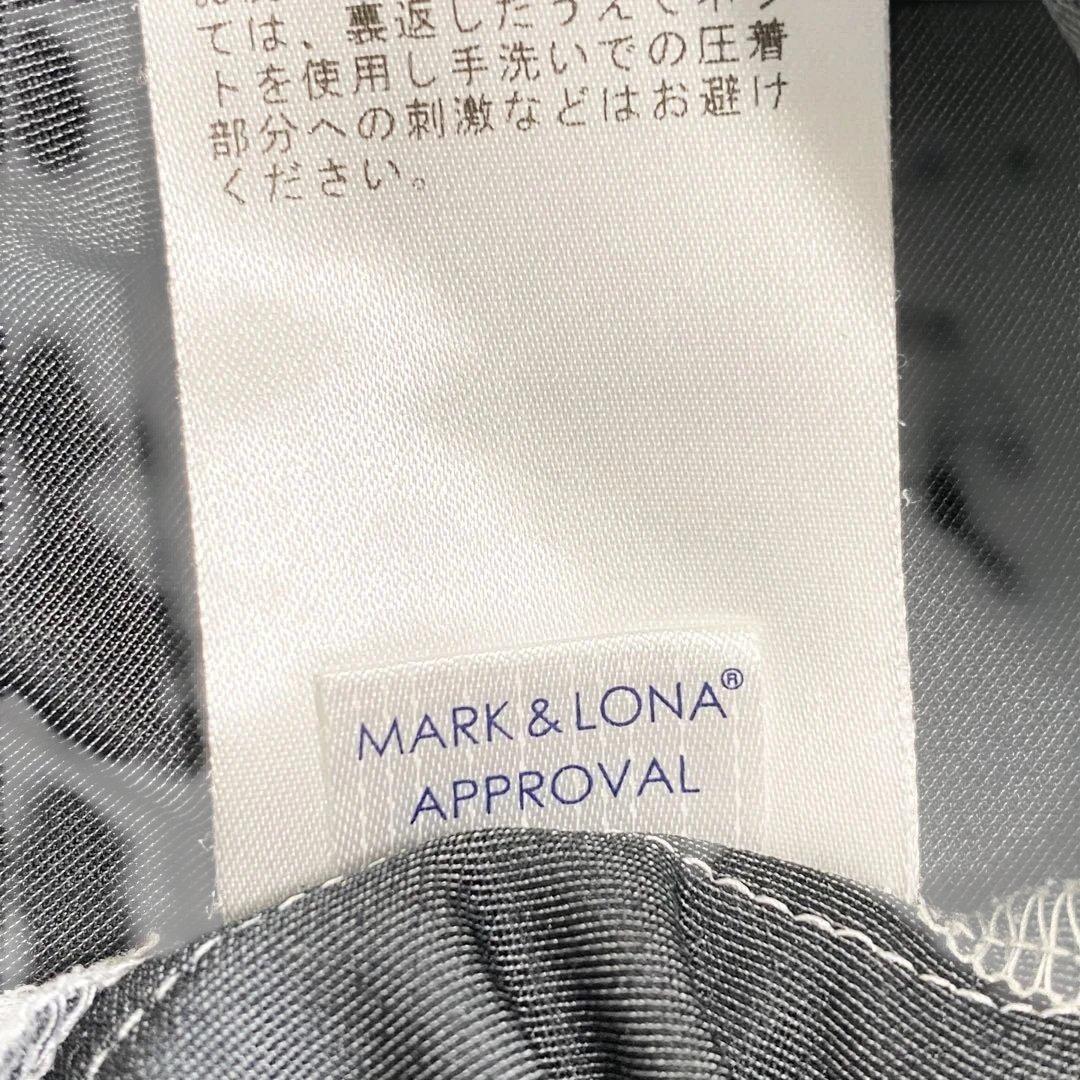 ては、裏返したうえでネッ
トを使用し手洗いでの圧着
部分への刺激などはお避け
ください。
MARK & LONA®
APPROVAL